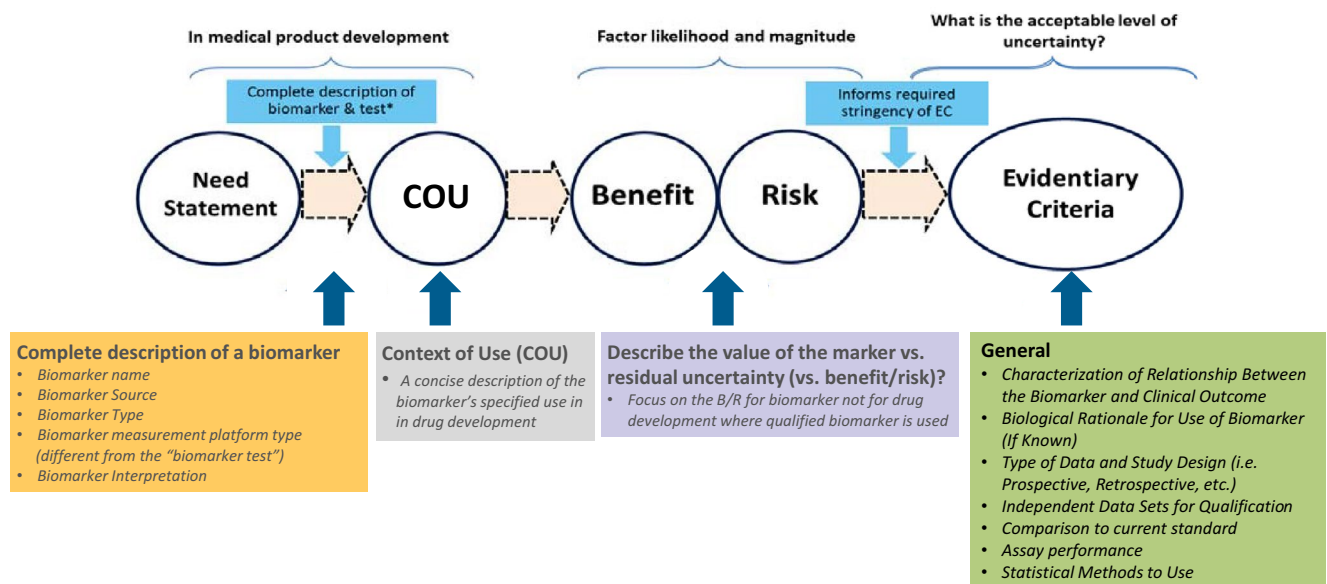 In medical product development
Factor likelihood and magnitude
What is the acceptable level of
uncertainty?
Complete description of
biomarker & test*
Informs required
stringency of EC
Need
Statement
COU
Benefit
Risk
Evidentiary
Criteria
Complete description of a biomarker
• Biomarker name
• Biomarker Source
• Biomarker Type
• Biomarker measurement platform type
(different from the “biomarker test”)
• Biomarker Interpretation
Context of Use (COU)
• A concise description of the
biomarker’s specified use in
in drug development
Describe the value of the marker vs.
residual uncertainty (vs. benefit/risk)?
• Focus on the B/R for biomarker not for drug
development where qualified biomarker is used
General
• Characterization of Relationship Between
the Biomarker and Clinical Outcome
• Biological Rationale for Use of Biomarker
(If Known)
• Type of Data and Study Design (i.e.
Prospective, Retrospective, etc.)
• Independent Data Sets for Qualification
• Comparison to current standard
• Assay performance
• Statistical Methods to Use